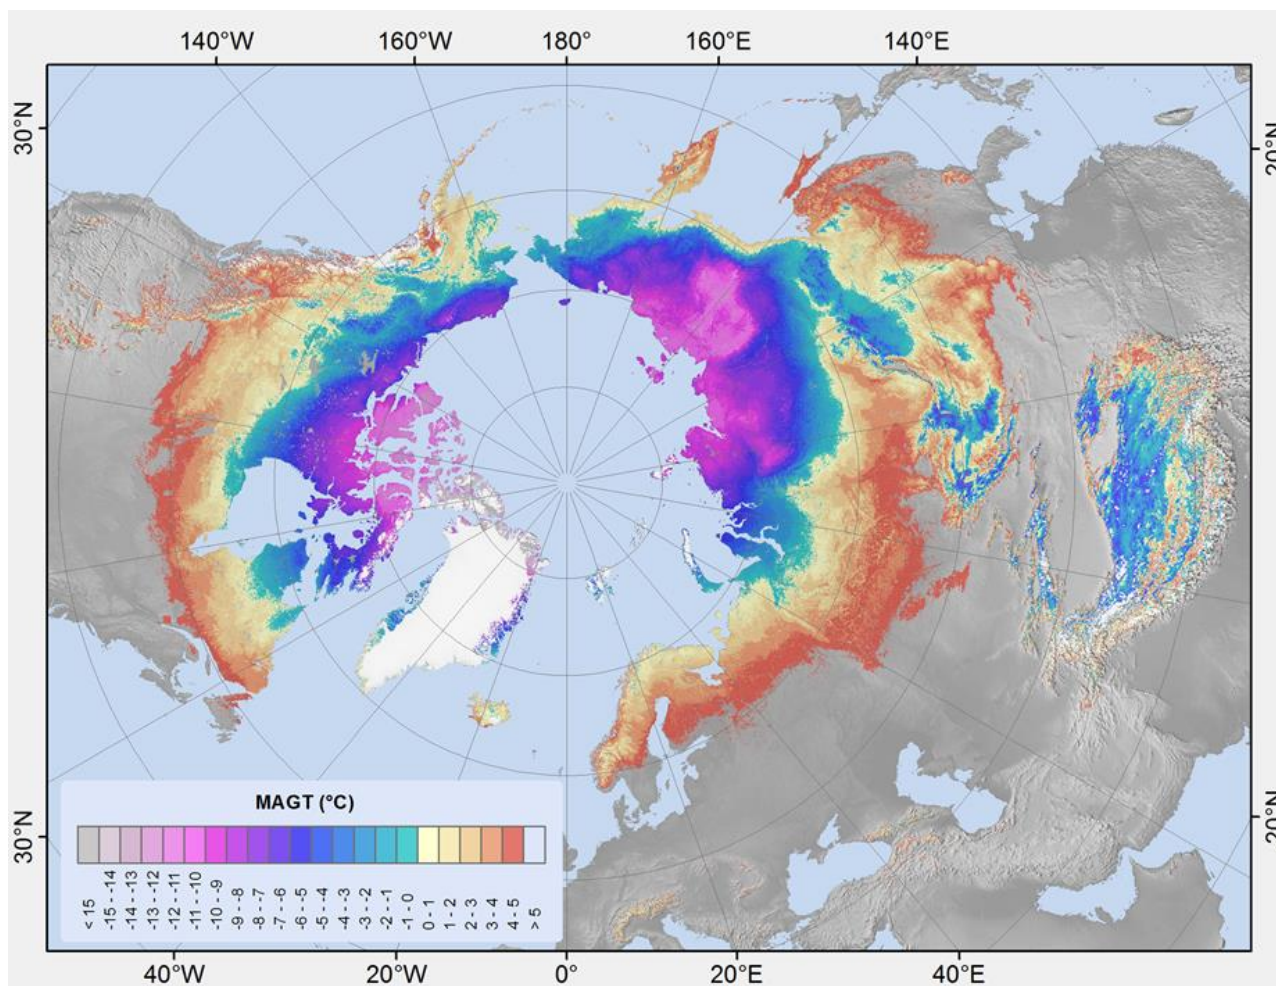 140°W 160°W 180° 160°E 140°E
30°N
20°N
MAGT (°C)
< 15
-15 - -14
-14 - -13
-13 - -12
-12 - -11
-11 - -10
-10 - -9
-9 - -8
-8 - -7
-7 - -6
-6 - -5
-5 - -4
-4 - -3
-3 - -2
-2 - -1
-1 - 0
0 - 1
1 - 2
2 - 3
3 - 4
4 - 5
> 5
30°N
20°N
40°W 20°W 0° 20°E 40°E